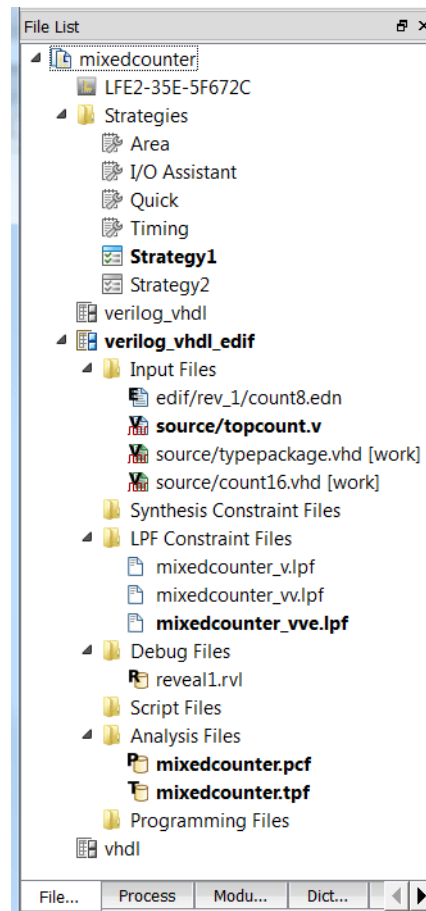 File List
mixedcounter
LFE2-35E-5F672C
Strategies
Area
I/O Assistant
Quick
Timing
Strategy1
Strategy2
verilog_vhdl
verilog_vhdl_edif
Input Files
edif/rev_1/count8.edn
source/topcount.v
source/typepackage.vhd [work]
source/count16.vhd [work]
Synthesis Constraint Files
LPF Constraint Files
mixedcounter_v.lpf
mixedcounter_vv.lpf
mixedcounter_vve.lpf
Debug Files
reveal1.rvl
Script Files
Analysis Files
mixedcounter.pcf
mixedcounter.tpf
Programming Files
vhdl
File... Process Modu... Dict...